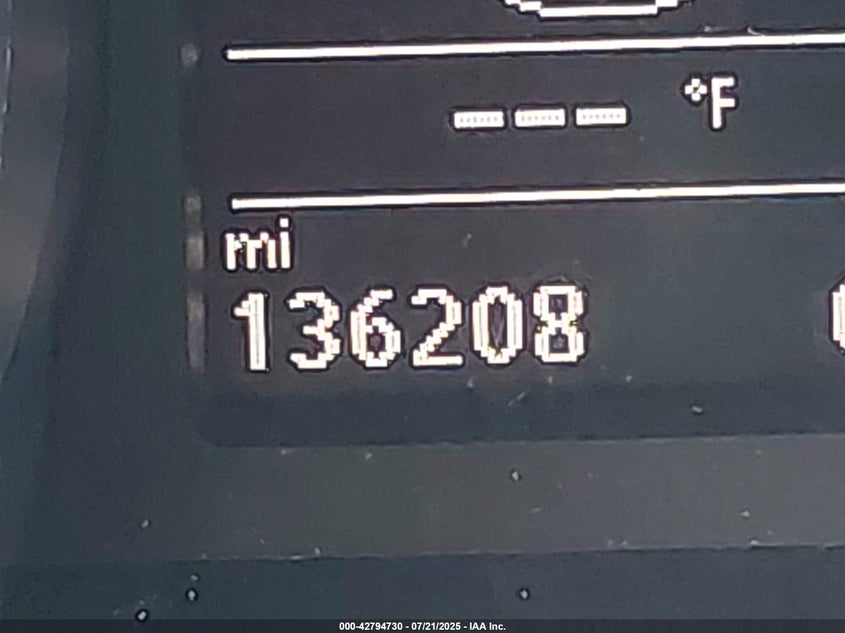 --- °F
mi
136208
000-42794730 - 07/21/2025 - IAA Inc.